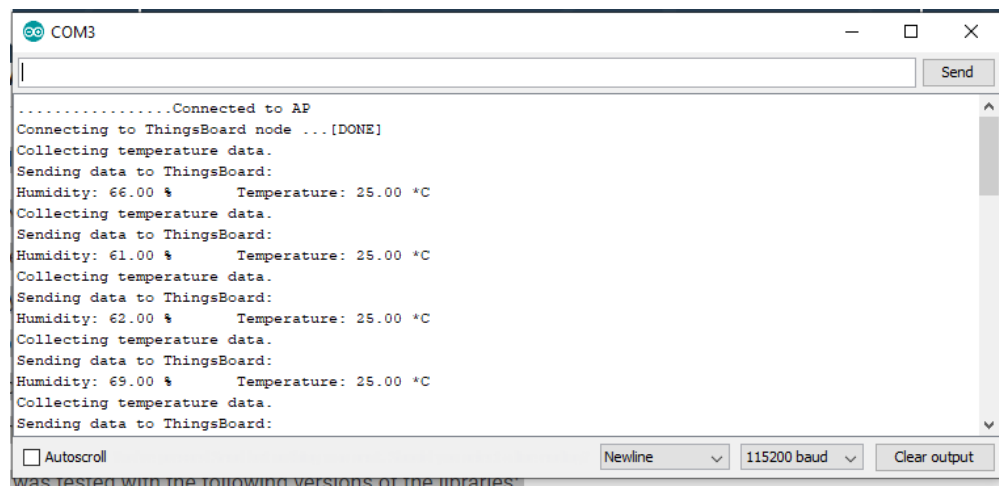 COM3
Send
.................Connected to AP
Connecting to ThingsBoard node ...[DONE]
Collecting temperature data.
Sending data to ThingsBoard:
Humidity: 66.00 %       Temperature: 25.00 *C
Collecting temperature data.
Sending data to ThingsBoard:
Humidity: 61.00 %       Temperature: 25.00 *C
Collecting temperature data.
Sending data to ThingsBoard:
Humidity: 62.00 %       Temperature: 25.00 *C
Collecting temperature data.
Sending data to ThingsBoard:
Humidity: 69.00 %       Temperature: 25.00 *C
Collecting temperature data.
Sending data to ThingsBoard:
Autoscroll Newline 115200 baud Clear output
was tested with the following versions of the libraries: